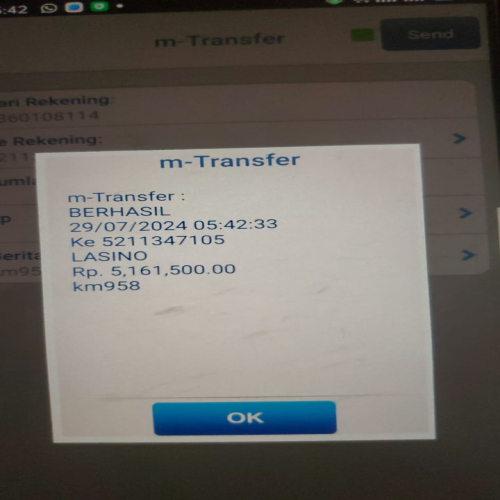 :42
m-Transfer
Send
ari Rekening:
360108114
e Rekening:
211
umla
p
Berita
m95
m-Transfer
m-Transfer :
BERHASIL
29/07/2024 05:42:33
Ke 5211347105
LASINO
Rp. 5,161,500.00
km958
OK